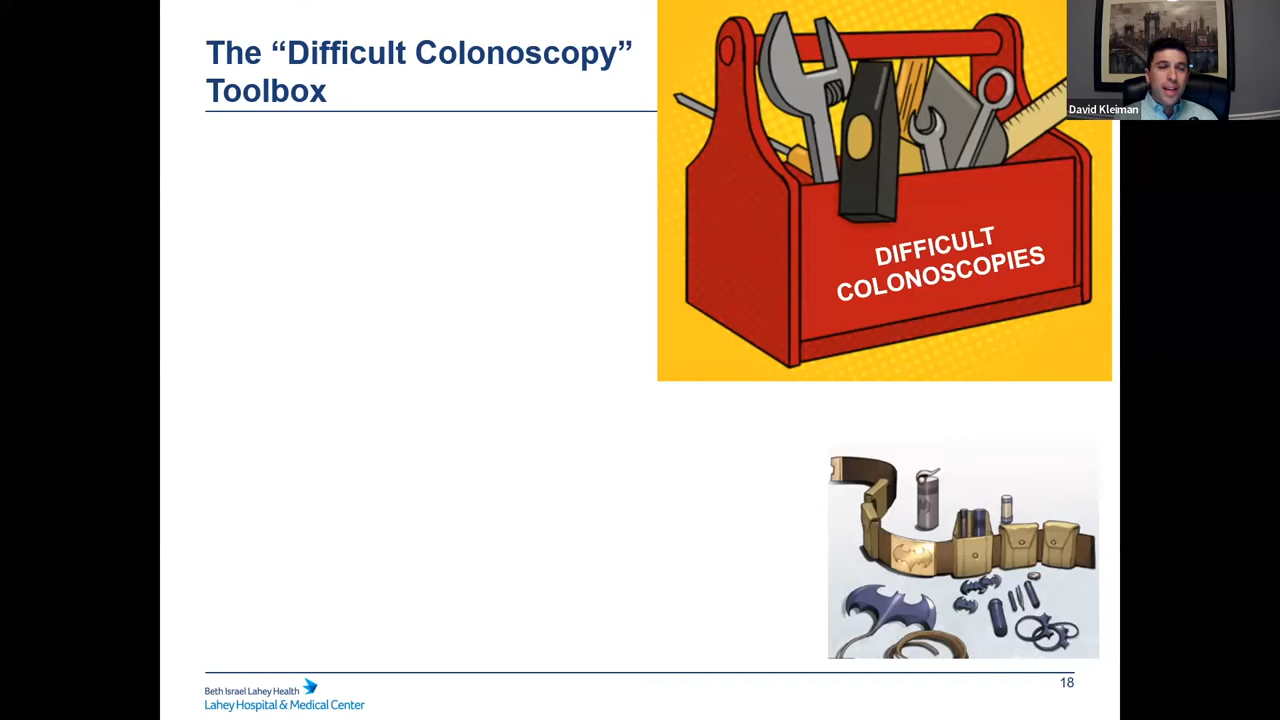 The “Difficult Colonoscopy”
Toolbox
David Kleiman
DIFFICULT
COLONOSCOPIES
18
Beth Israel Lahey Health
Lahey Hospital & Medical Center